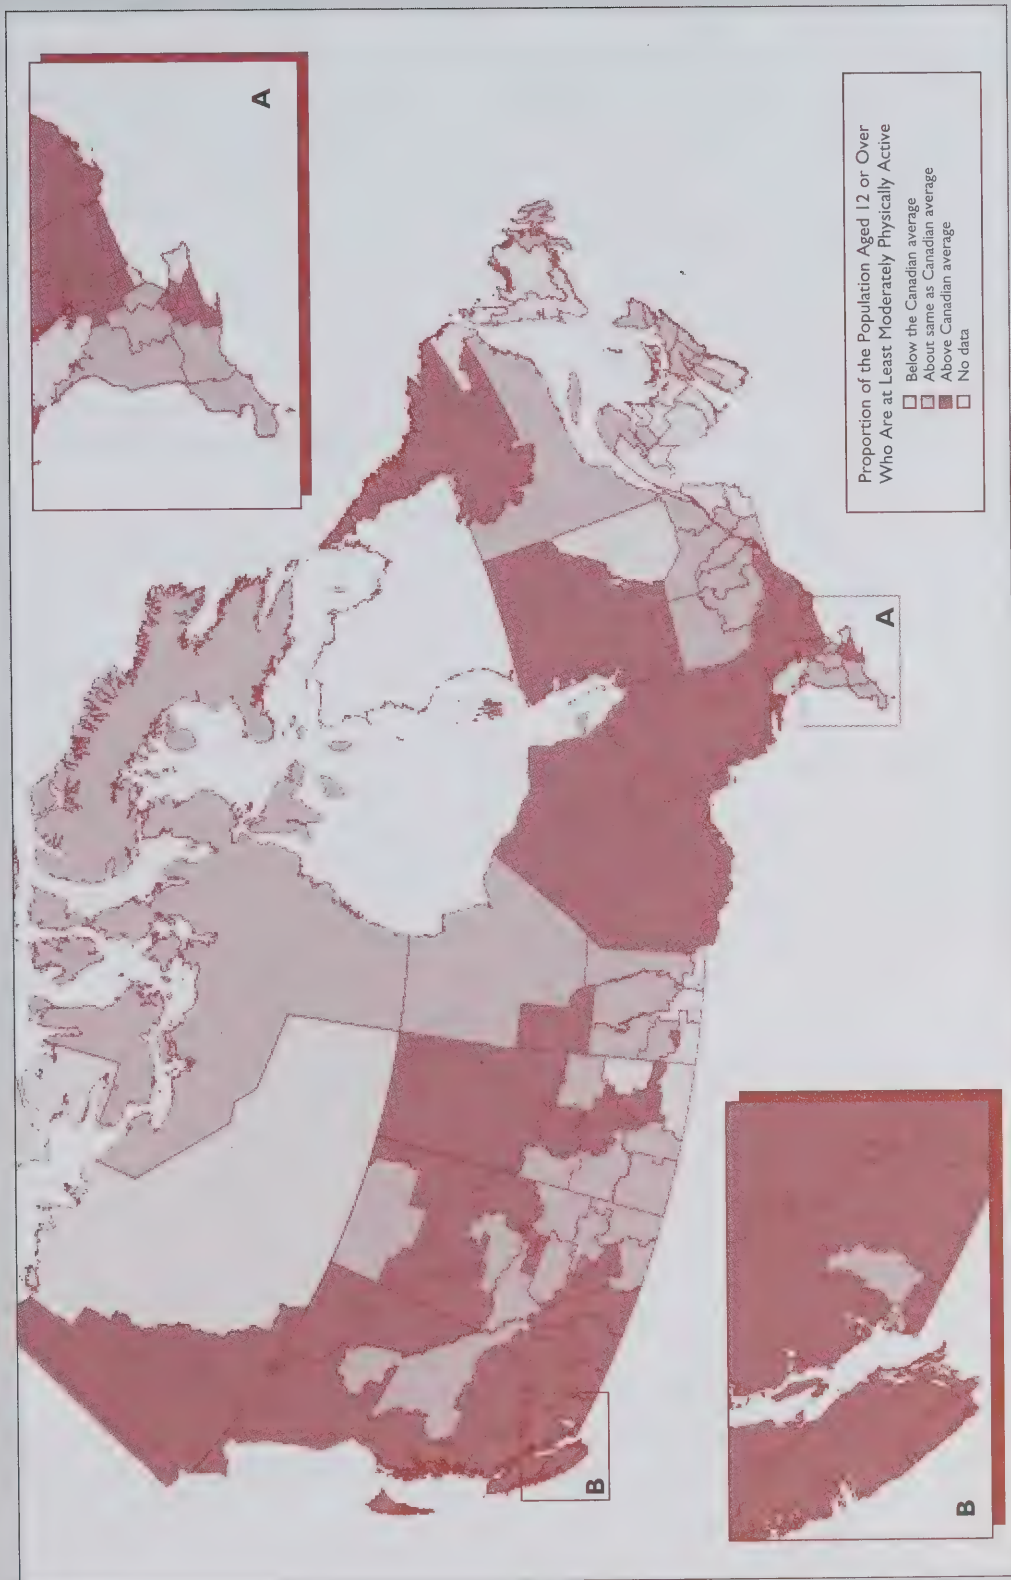 A
Proportion of the Population Aged 12 or Over
Who Are at Least Moderately Physically Active
Below the Canadian average
About same as Canadian average
Above Canadian average
No data
A
B
B